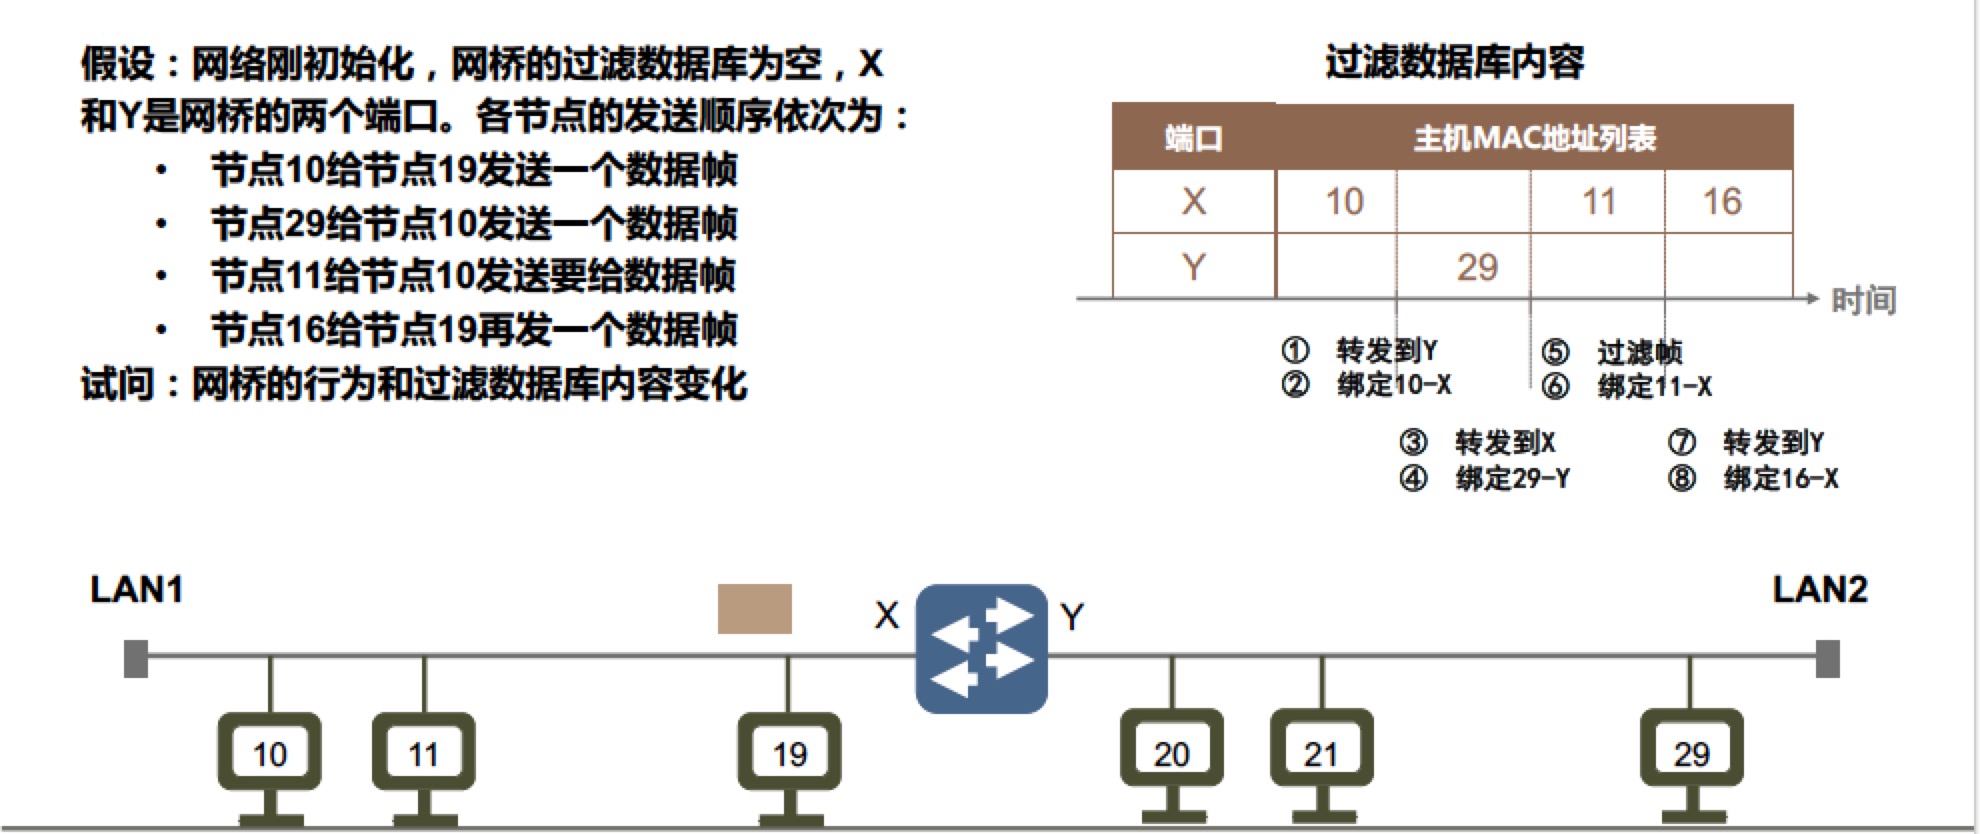 假设：网络刚初始化，网桥的过滤数据库为空，X
和Y是网桥的两个端口。各节点的发送顺序依次为：
• 节点10给节点19发送一个数据帧
• 节点29给节点10发送一个数据帧
• 节点11给节点10发送要给数据帧
• 节点16给节点19再发一个数据帧
试问：网桥的行为和过滤数据库内容变化
过滤数据库内容
端口 主机MAC地址列表
X 10 11 16
Y 29
时间
① 转发到Y
② 绑定10-X
⑤ 过滤帧
⑥ 绑定11-X
③ 转发到X
④ 绑定29-Y
⑦ 转发到Y
⑧ 绑定16-X
LAN1
X
Y
LAN2
10 11 19 20 21 29